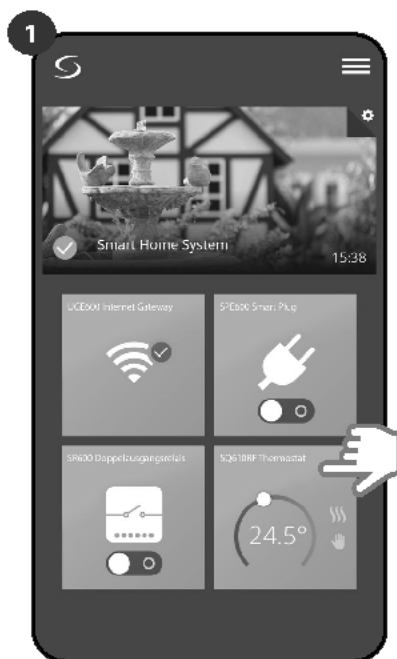 1
Smart Home System
15:38
UGE600 Internet Gateway
SPE600 Smart Plug
SR600 Doppelausgangsrelais
SQ610RF Thermostat
24.5°